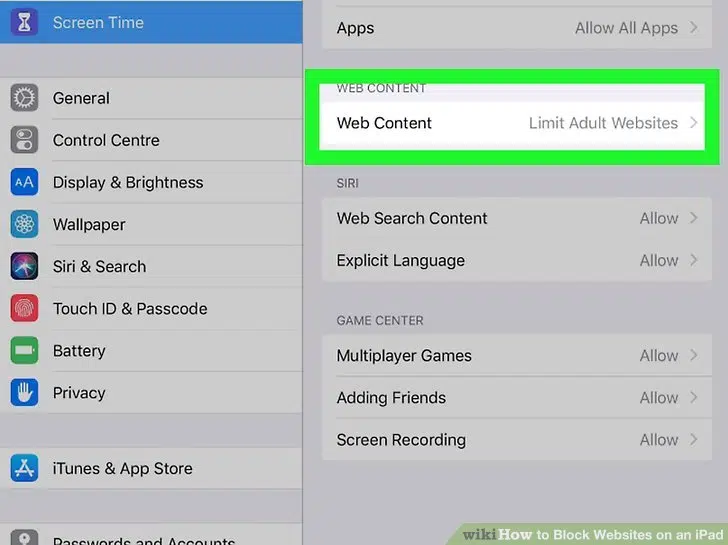 Screen Time
General
Control Centre
Display & Brightness
AA
Wallpaper
Siri & Search
Touch ID & Passcode
Battery
Privacy
iTunes & App Store
Passwords and Accounts
Apps Allow All Apps
WEB CONTENT
Web Content Limit Adult Websites
SIRI
Web Search Content Allow
Explicit Language Allow
GAME CENTER
Multiplayer Games Allow
Adding Friends Allow
Screen Recording Allow
wikiHow to Block Websites on an iPad